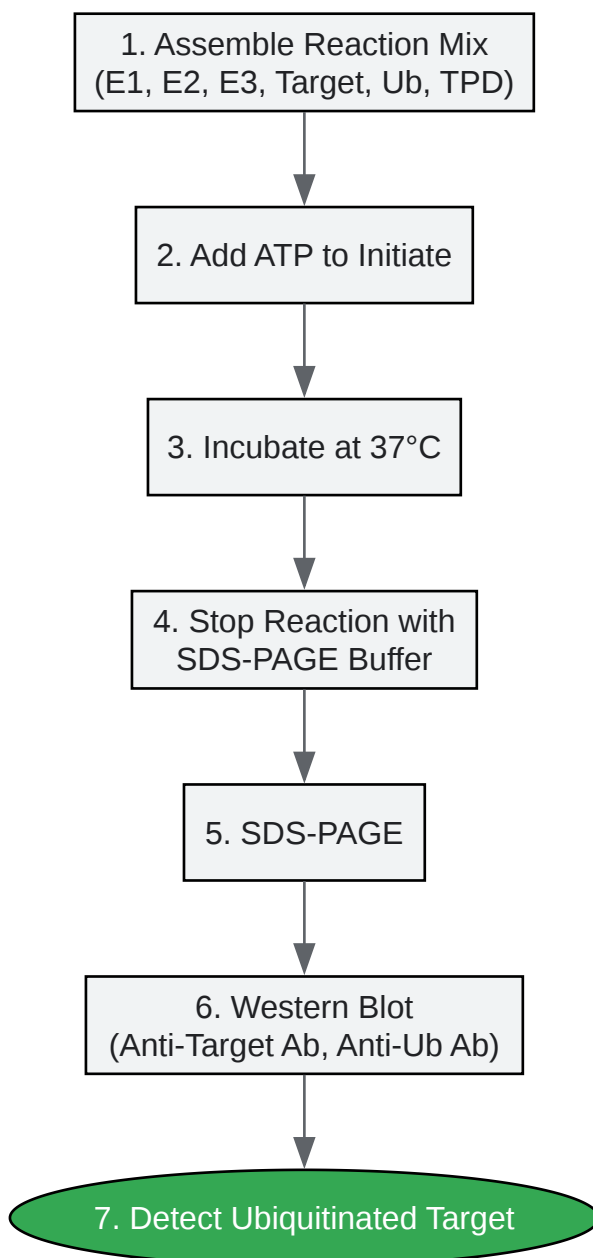 1. Assemble Reaction Mix
(E1, E2, E3, Target, Ub, TPD)
2. Add ATP to Initiate
3. Incubate at 37°C
4. Stop Reaction with
SDS-PAGE Buffer
5. SDS-PAGE
6. Western Blot
(Anti-Target Ab, Anti-Ub Ab)
7. Detect Ubiquitinated Target